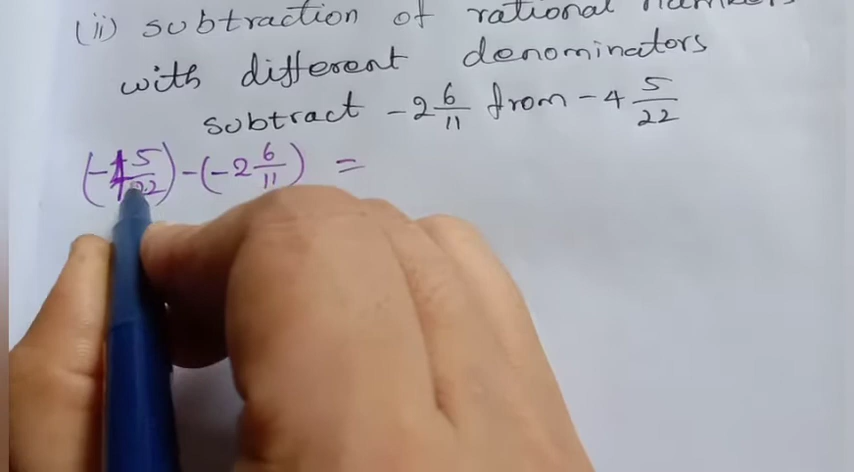 (ii) subtraction of rational numbers
with different denominators
subtract -2 6/11 from -4 5/22
(-4 5/22) - (-2 6/11) =